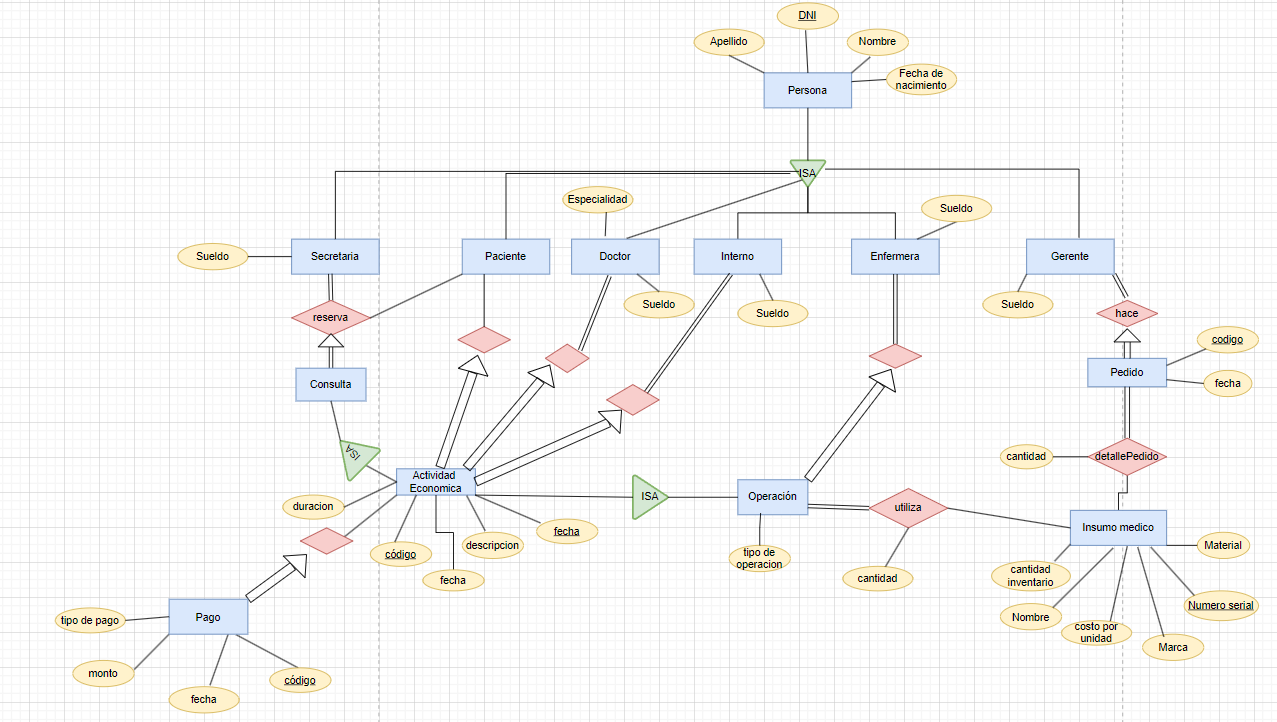 DNI
Apellido
Nombre
Fecha de
nacimiento
Persona
ISA
Especialidad
Sueldo
Sueldo
Secretaria
Paciente
Doctor
Interno
Enfermera
Gerente
Sueldo
Sueldo
Sueldo
reserva
hace
codigo
Consulta
Pedido
fecha
ISA
cantidad
detallePedido
Actividad
Economica
ISA
Operación
duracion
utiliza
Insumo medico
fecha
descripcion
código
fecha
tipo de
operacion
cantidad
Material
cantidad
inventario
Numero serial
Nombre
costo por
unidad
Marca
tipo de pago
Pago
monto
código
fecha